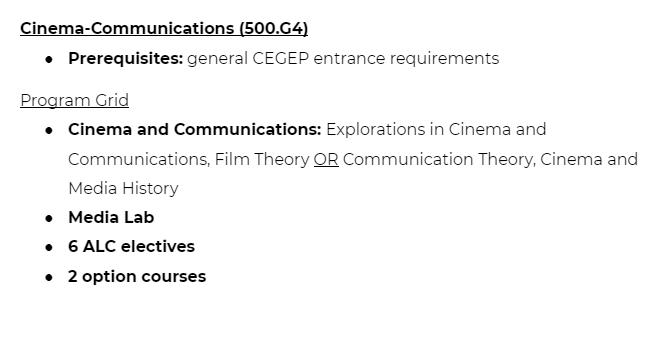 Cinema-Communications (500.G4)
● Prerequisites: general CEGEP entrance requirements
Program Grid
● Cinema and Communications: Explorations in Cinema and
Communications, Film Theory OR Communication Theory, Cinema and
Media History
● Media Lab
● 6 ALC electives
● 2 option courses